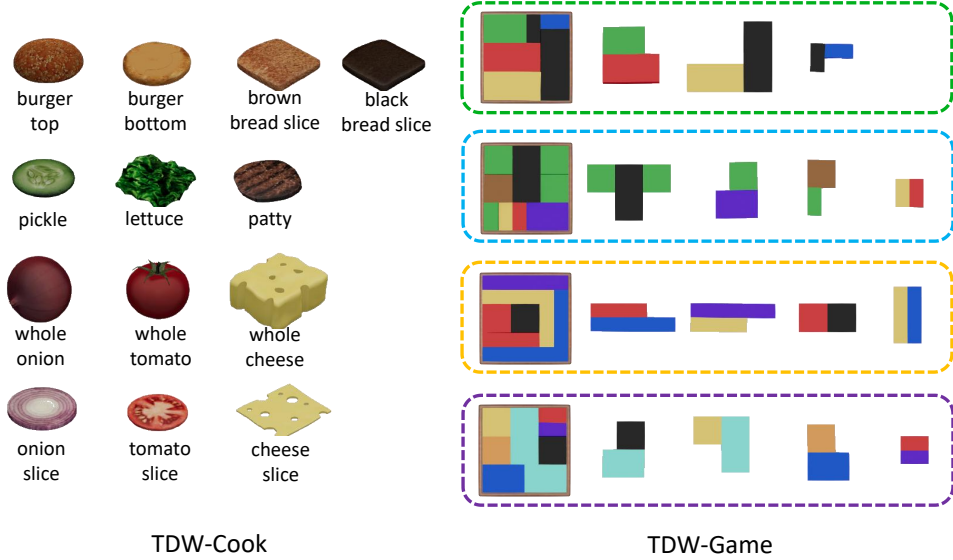 burger
top
burger
bottom
brown
bread slice
black
bread slice
pickle
lettuce
patty
whole
onion
whole
tomato
whole
cheese
onion
slice
tomato
slice
cheese
slice
TDW-Cook
TDW-Game